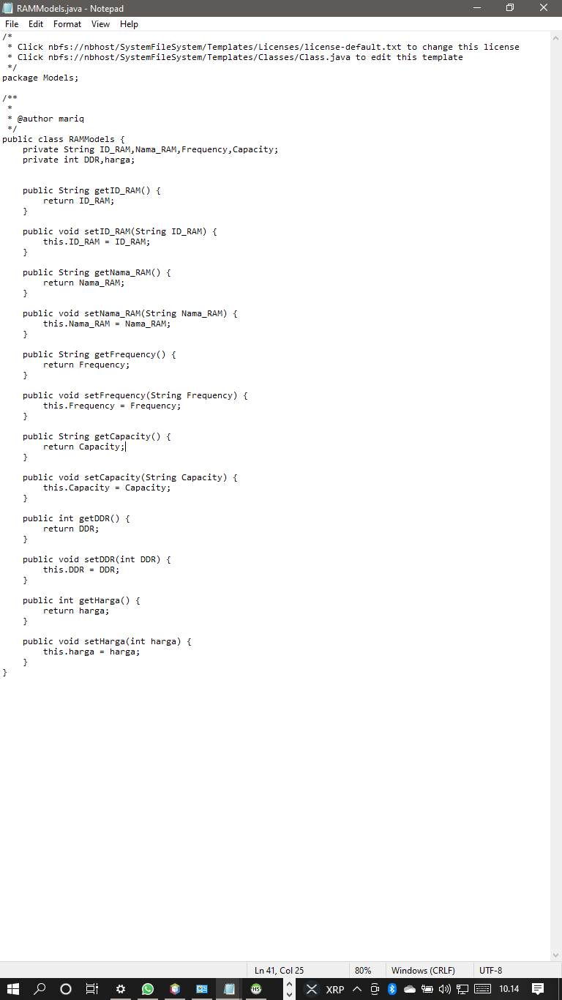 RAMModels.java - Notepad
File Edit Format View Help
/*
 * Click nbfs://nbhost/SystemFileSystem/Templates/Licenses/license-default.txt to change this license
 * Click nbfs://nbhost/SystemFileSystem/Templates/Classes/Class.java to edit this template
 */
package Models;

/**
 *
 * @author mariq
 */
public class RAMModels {
    private String ID_RAM,Nama_RAM,Frequency,Capacity;
    private int DDR,harga;


    public String getID_RAM() {
        return ID_RAM;
    }

    public void setID_RAM(String ID_RAM) {
        this.ID_RAM = ID_RAM;
    }

    public String getNama_RAM() {
        return Nama_RAM;
    }

    public void setNama_RAM(String Nama_RAM) {
        this.Nama_RAM = Nama_RAM;
    }

    public String getFrequency() {
        return Frequency;
    }

    public void setFrequency(String Frequency) {
        this.Frequency = Frequency;
    }

    public String getCapacity() {
        return Capacity;
    }

    public void setCapacity(String Capacity) {
        this.Capacity = Capacity;
    }

    public int getDDR() {
        return DDR;
    }

    public void setDDR(int DDR) {
        this.DDR = DDR;
    }

    public int getHarga() {
        return harga;
    }

    public void setHarga(int harga) {
        this.harga = harga;
    }
}
Ln 41, Col 25 80% Windows (CRLF) UTF-8
HS XRP 10.14